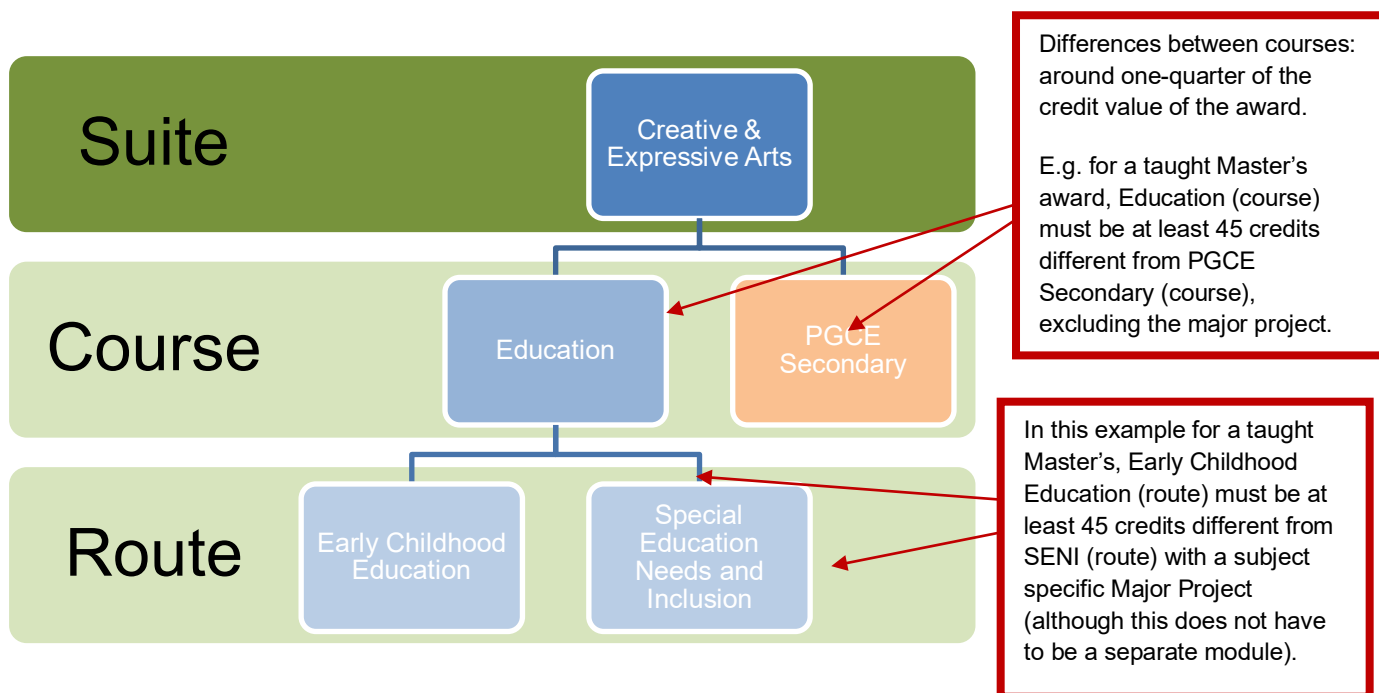 Suite
Creative &
Expressive Arts
Differences between courses:
around one-quarter of the
credit value of the award.
E.g. for a taught Master’s
award, Education (course)
must be at least 45 credits
different from PGCE
Secondary (course),
excluding the major project.
Course
Education
PGCE
Secondary
Route
Early Childhood
Education
Special
Education
Needs and
Inclusion
In this example for a taught
Master’s, Early Childhood
Education (route) must be at
least 45 credits different from
SENI (route) with a subject
specific Major Project
(although this does not have
to be a separate module).